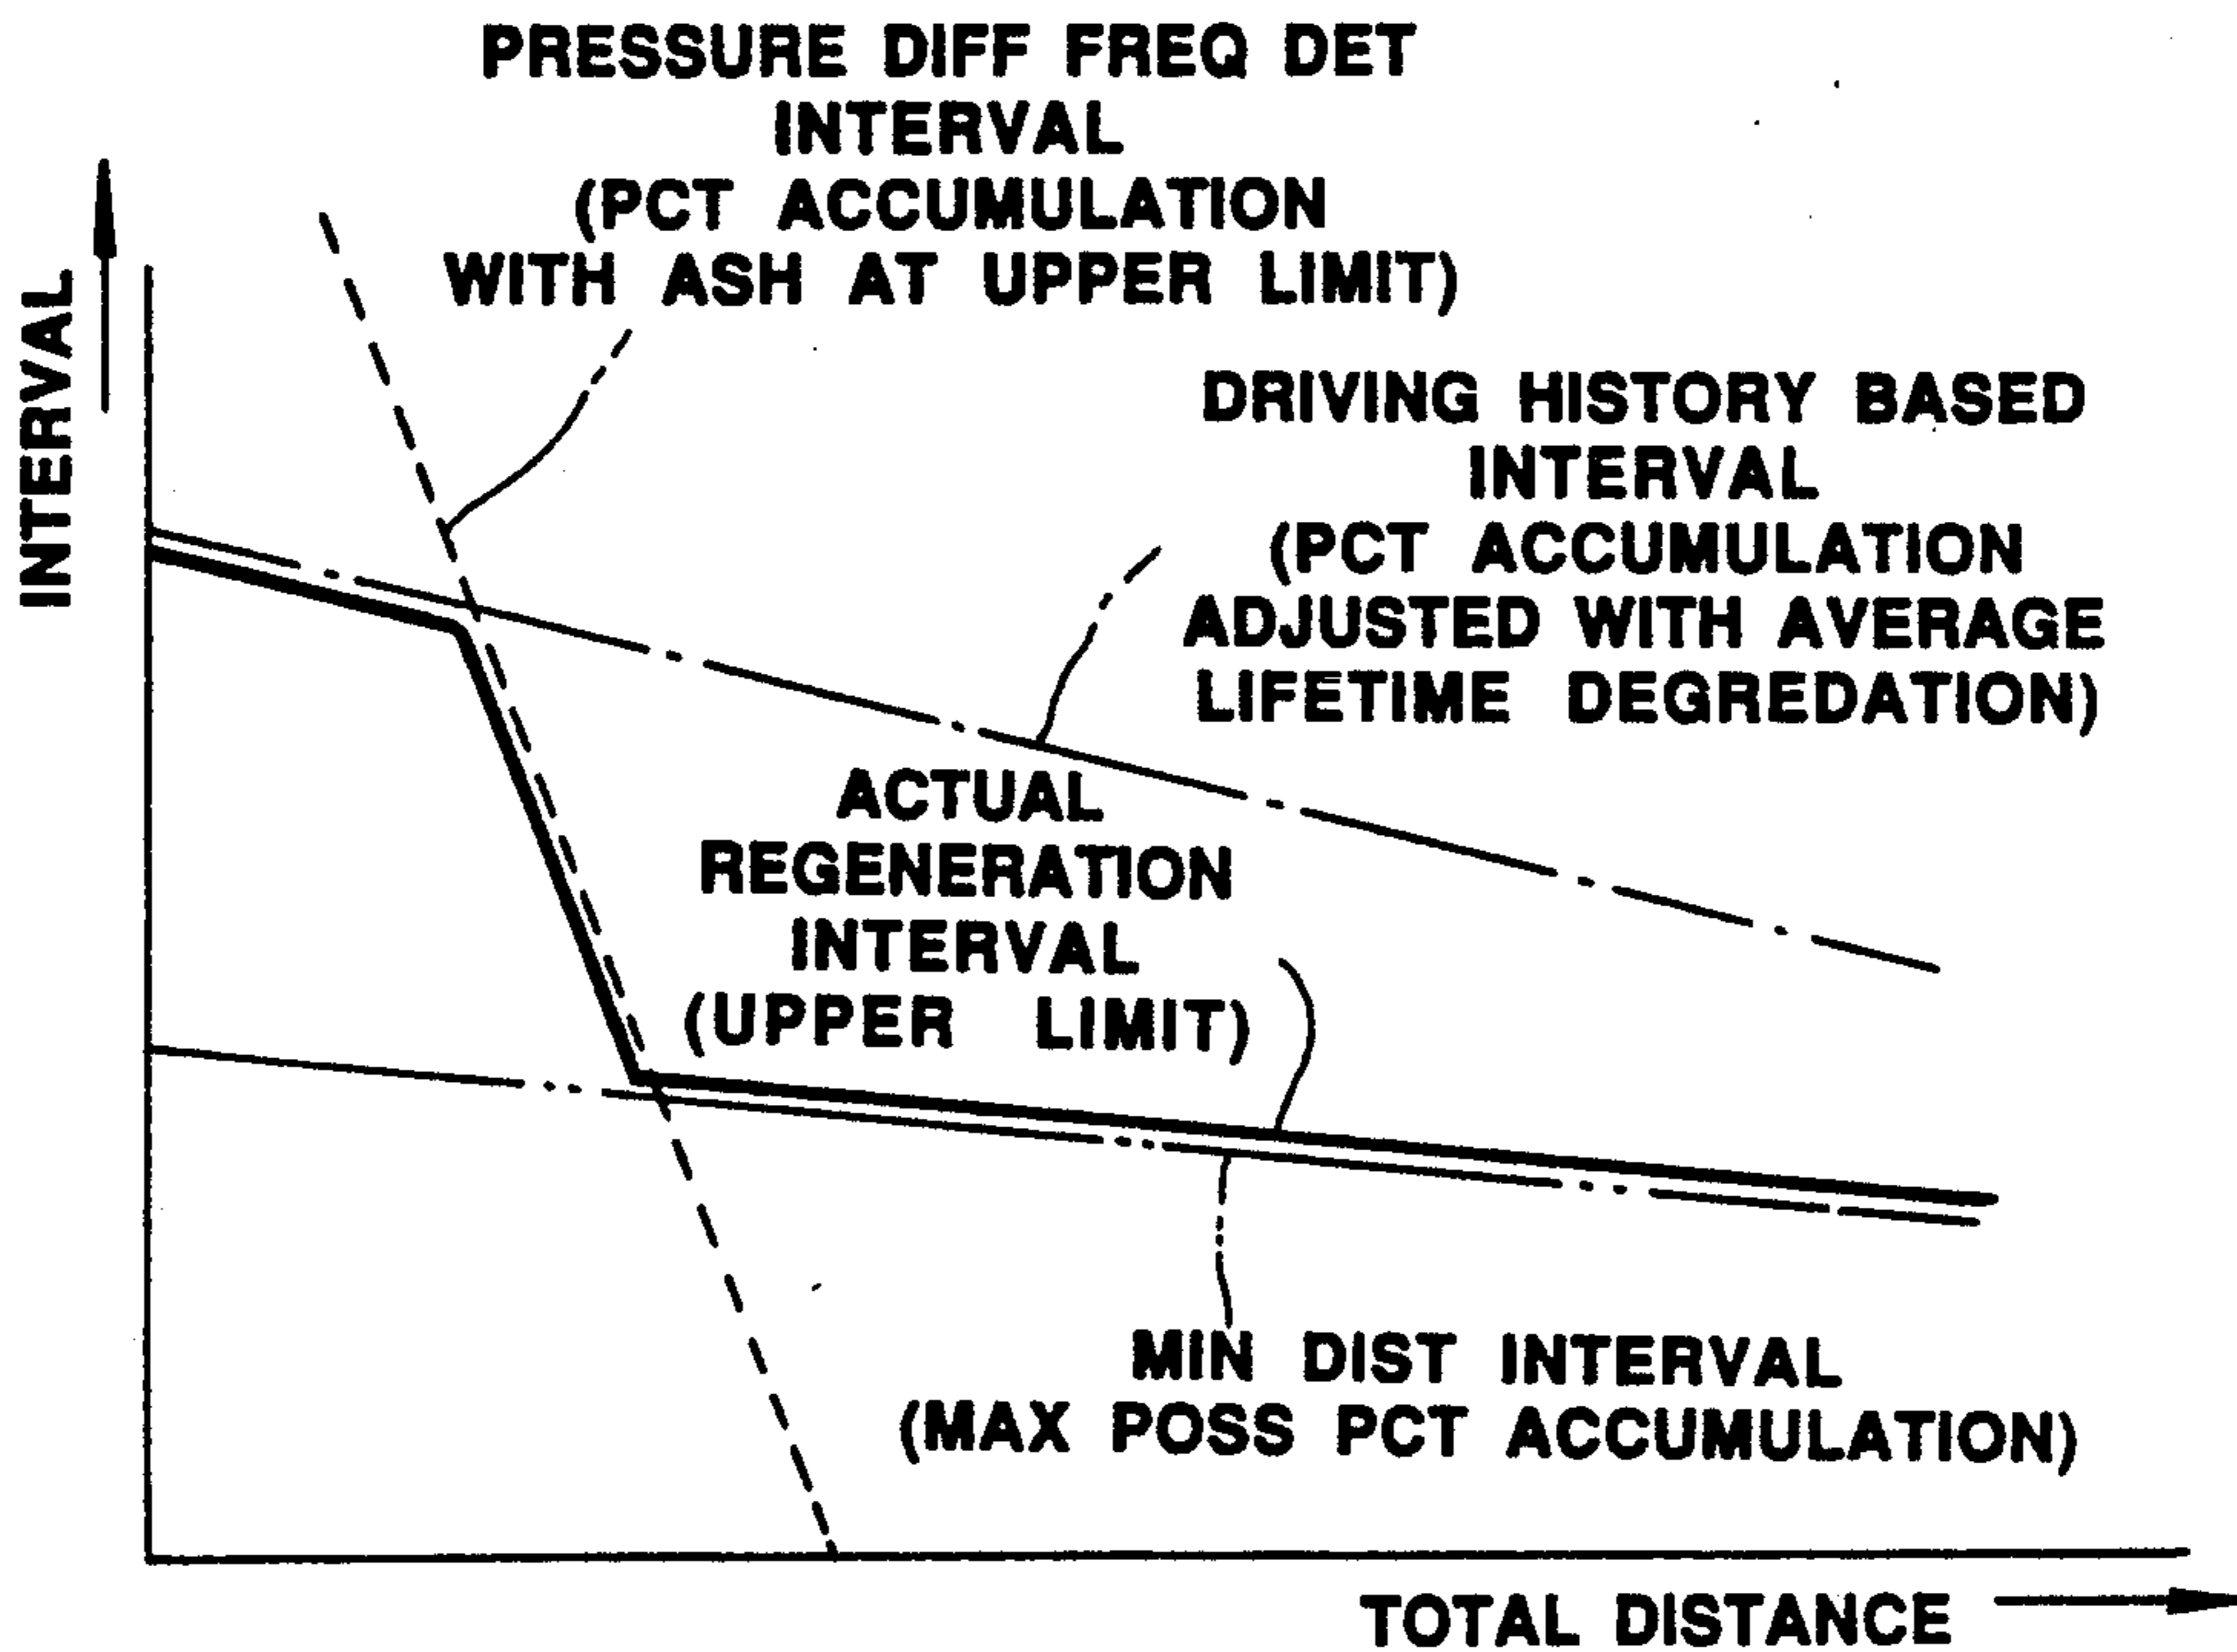 PRESSURE DIFF FREQ DET
INTERVAL
(PCT ACCUMULATION
WITH ASH AT UPPER LIMIT)
INTERVAL
DRIVING HISTORY BASED
INTERVAL
(PCT ACCUMULATION
ADJUSTED WITH AVERAGE
LIFETIME DEGREDATION)
ACTUAL
REGENERATION
INTERVAL
(UPPER LIMIT)
MIN DIST INTERVAL
(MAX POSS PCT ACCUMULATION)
TOTAL DISTANCE